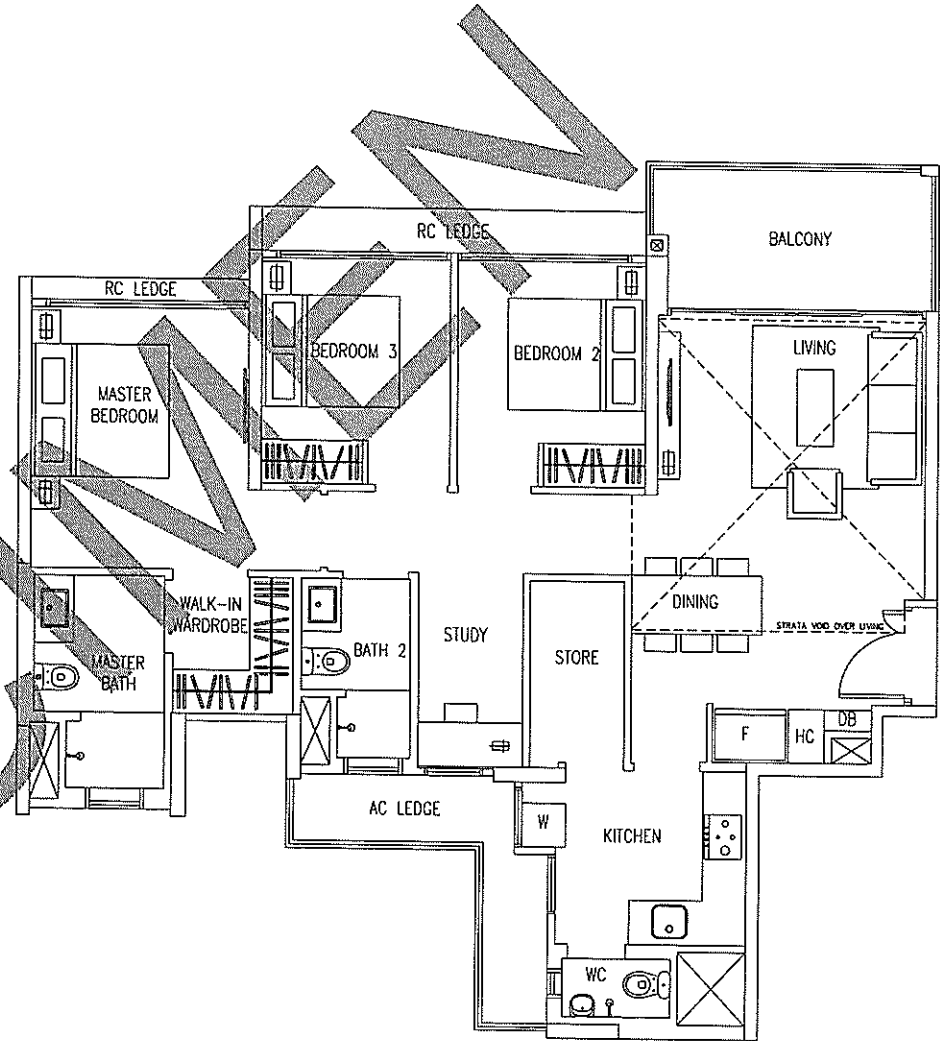 RC LEDGE
BALCONY
RC LEDGE
BEDROOM 3
BEDROOM 2
LIVING
MASTER
BEDROOM
WALK-IN
WARDROBE
DINING
STRATA VOID OVER LIVING
STUDY
BATH 2
STORE
MASTER
BATH
F
HC
DB
AC LEDGE
W
KITCHEN
WC